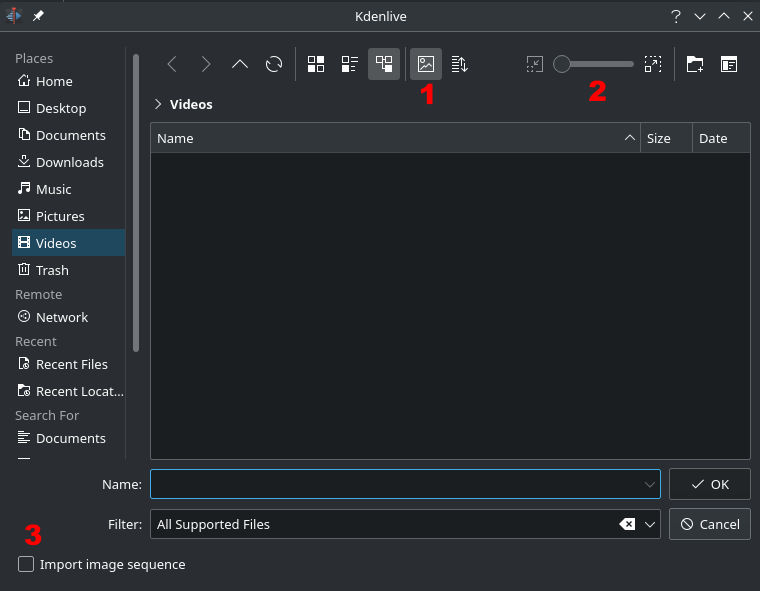 Kdenlive
Places
Home
Desktop
Documents
Downloads
Music
Pictures
Videos
Trash
Remote
Network
Recent
Recent Files
Recent Locat...
Search For
Documents
1
2
Videos
Name Size Date
Name:
OK
Filter: All Supported Files
Cancel
3
Import image sequence